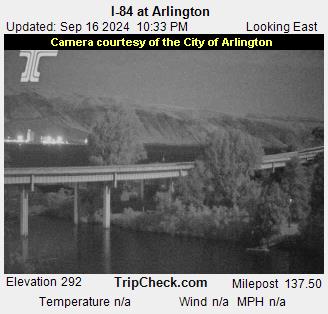 I-84 at Arlington
Updated: Sep 16 2024 10:33 PM Looking East
Camera courtesy of the City of Arlington
Elevation 292 TripCheck.com Milepost 137.50
Temperature n/a Wind n/a MPH n/a